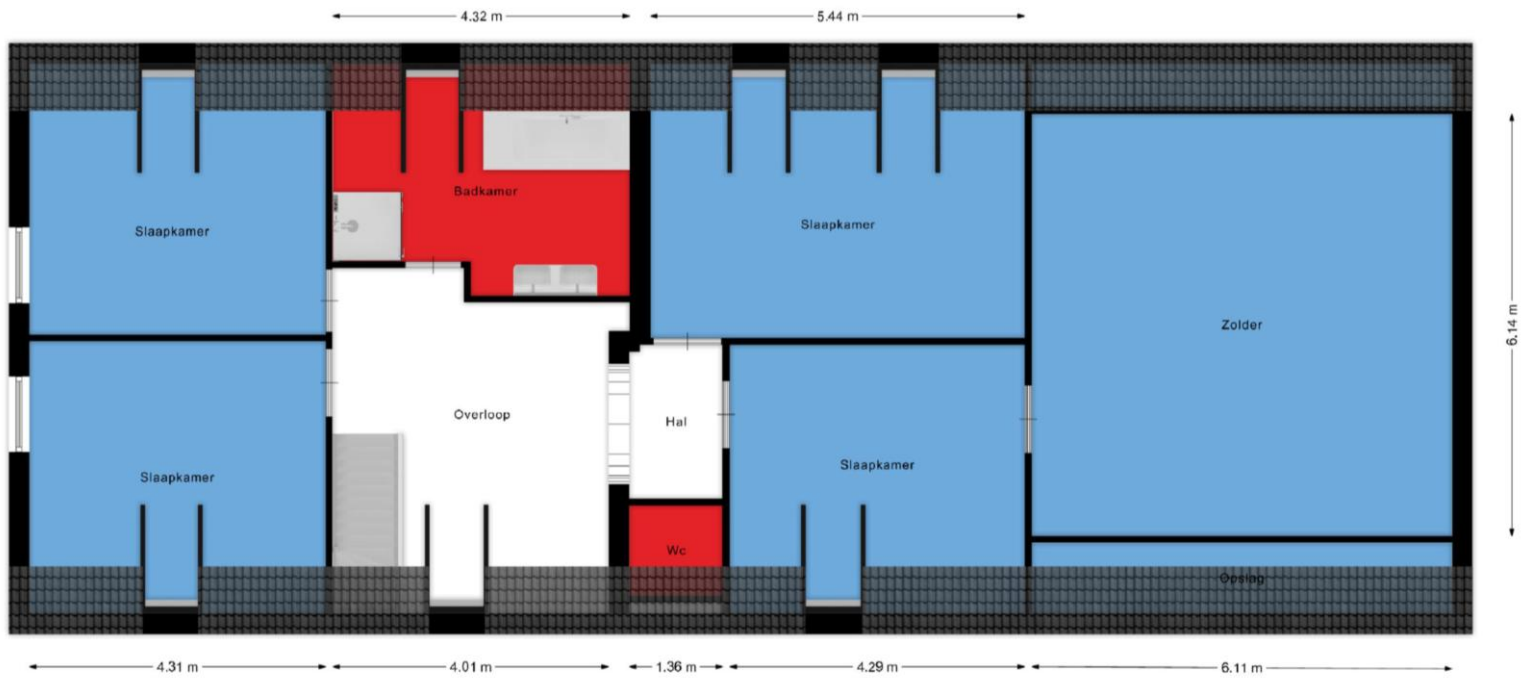 4.32 m
5.44 m
Badkamer
Slaapkamer
Slaapkamer
Zolder
6.14 m
Overloop
Hal
Slaapkamer
Slaapkamer
Wc
Opslag
4.31 m
4.01 m
1.36 m
4.29 m
6.11 m